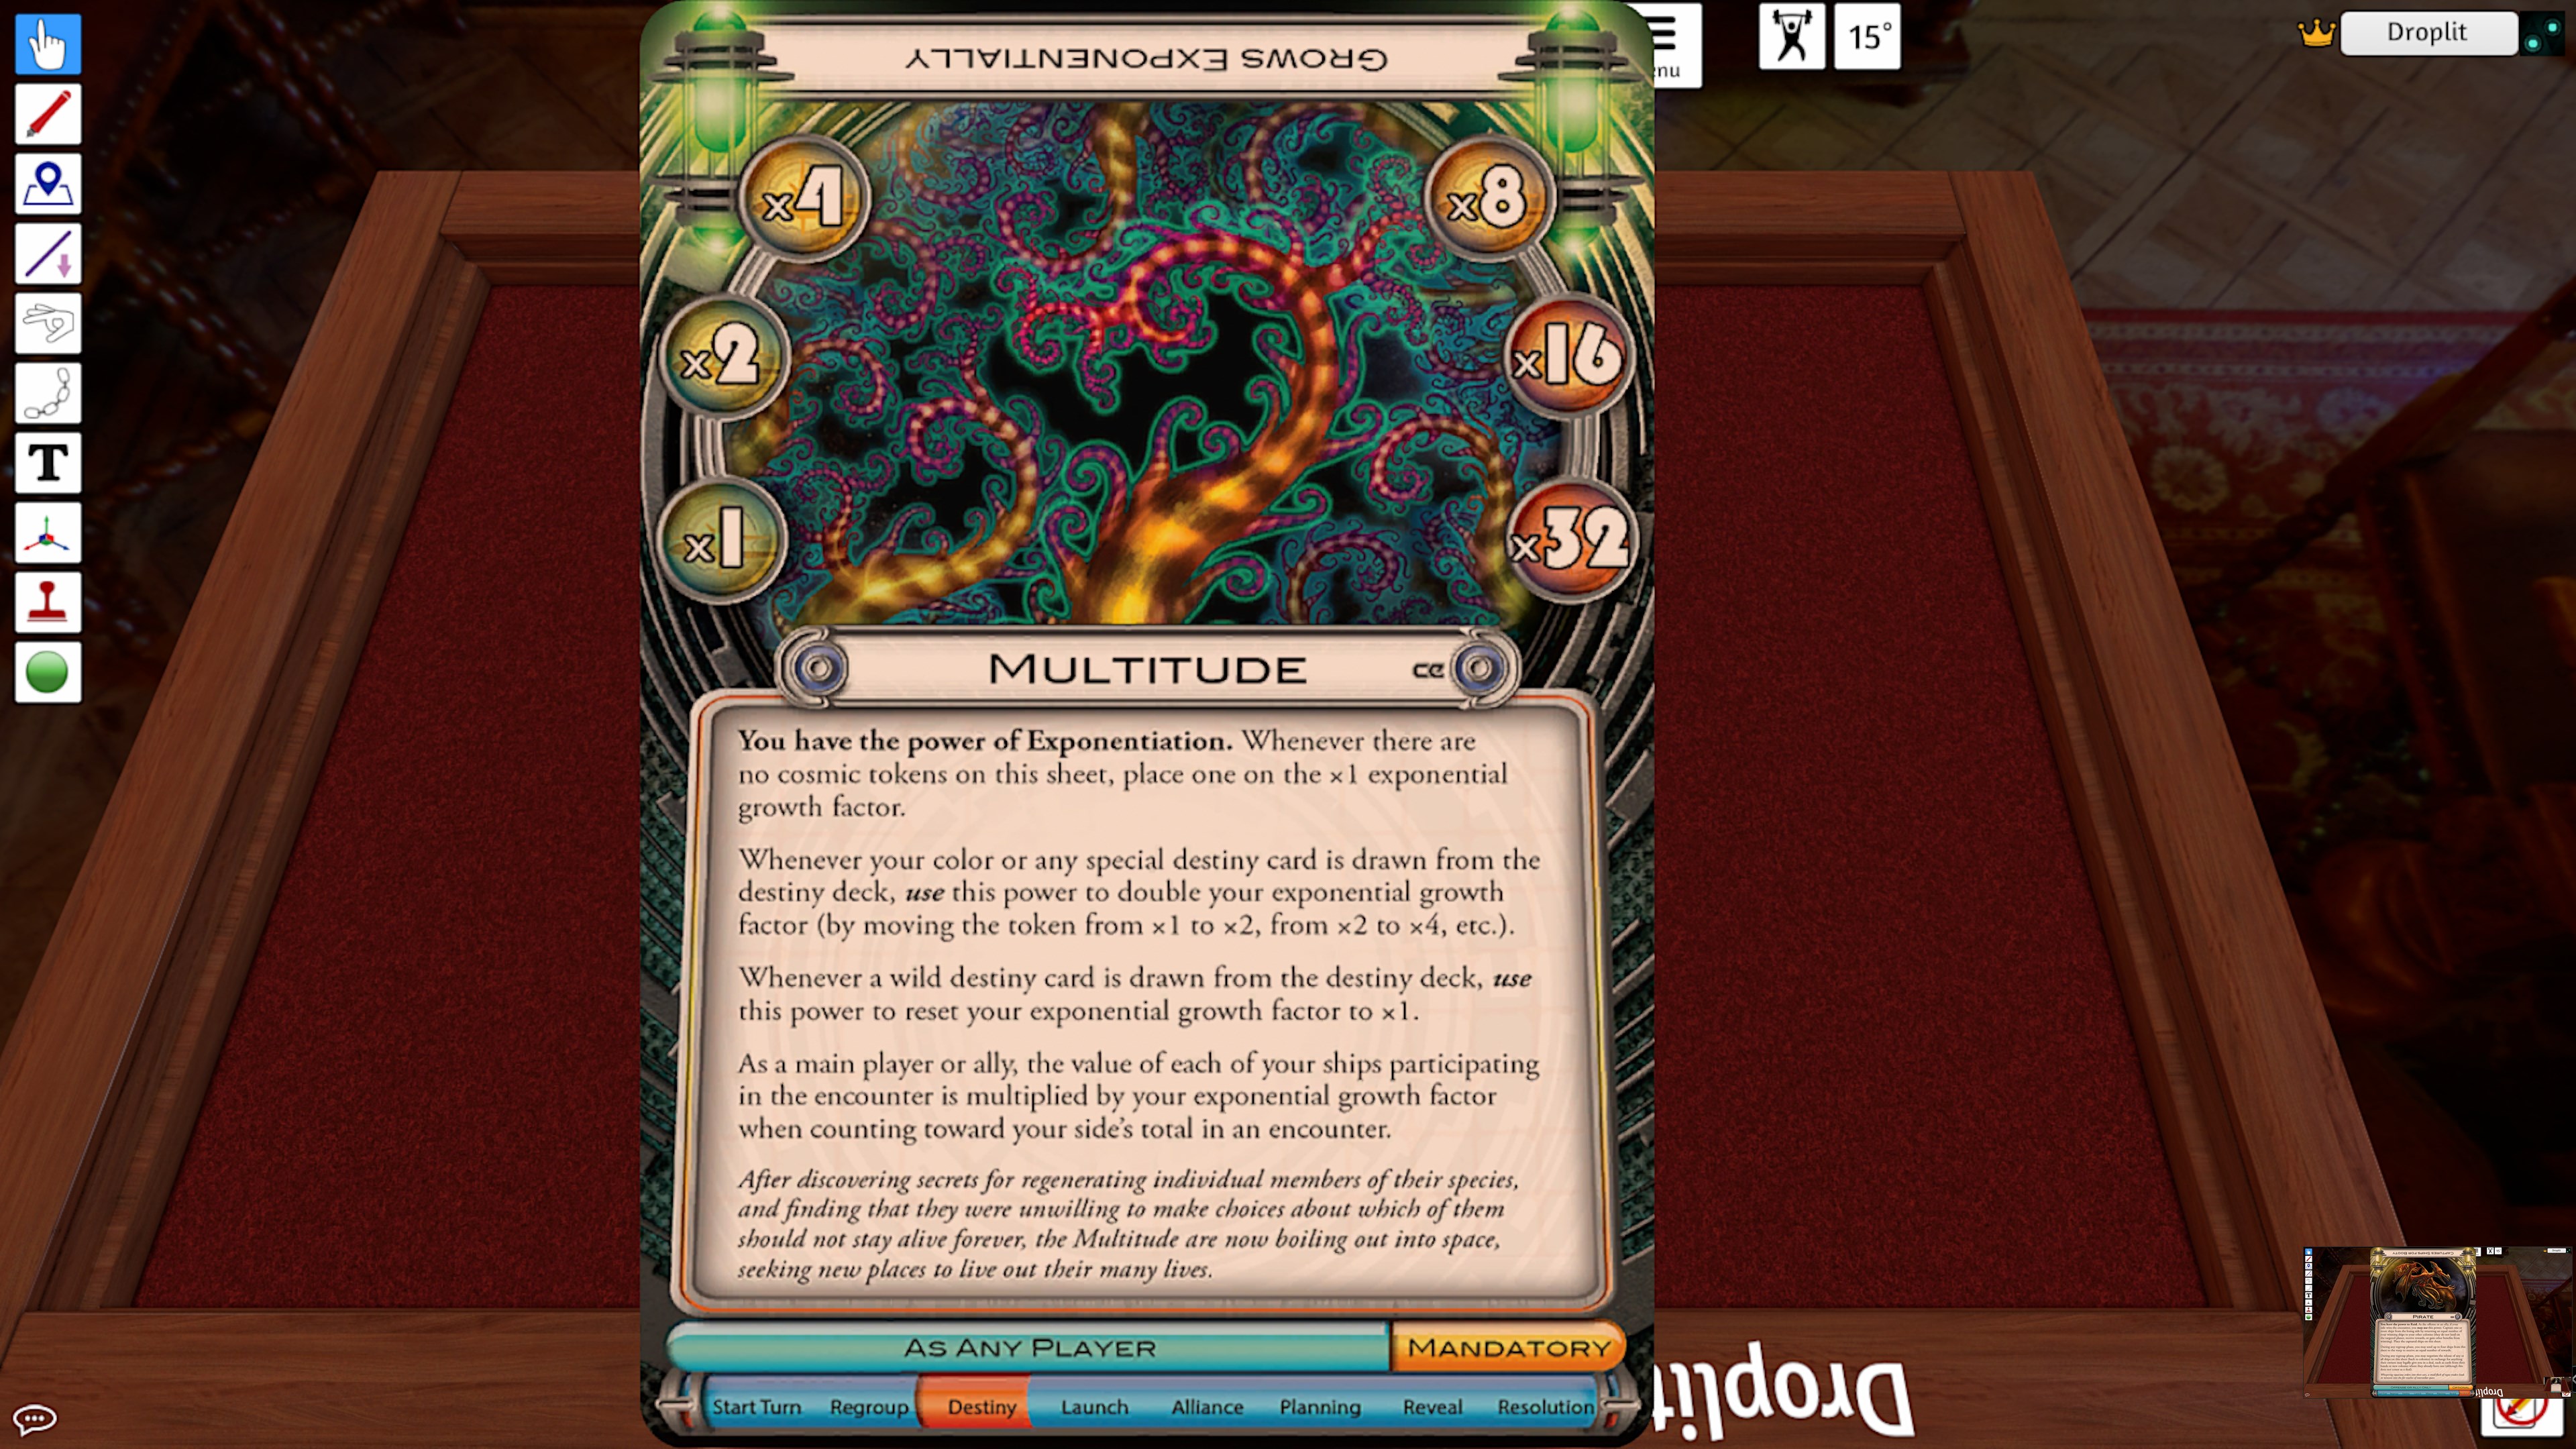 GROWS EXPONENTIALLY
nu
15°
Droplit
x4
x8
x2
x16
x1
x32
T
MULTITUDE
ce
You have the power of Exponentiation. Whenever there are
no cosmic tokens on this sheet, place one on the ×1 exponential
growth factor.
Whenever your color or any special destiny card is drawn from the
destiny deck, use this power to double your exponential growth
factor (by moving the token from ×1 to ×2, from ×2 to ×4, etc.).
Whenever a wild destiny card is drawn from the destiny deck, use
this power to reset your exponential growth factor to ×1.
As a main player or ally, the value of each of your ships participating
in the encounter is multiplied by your exponential growth factor
when counting toward your side's total in an encounter.
After discovering secrets for regenerating individual members of their species,
and finding that they were unwilling to make choices about which of them
should not stay alive forever, the Multitude are now boiling out into space,
seeking new places to live out their many lives.
AS ANY PLAYER
MANDATORY
Start Turn Regroup Destiny Launch Alliance Planning Reveal Resolution
Droplit
PIRATE